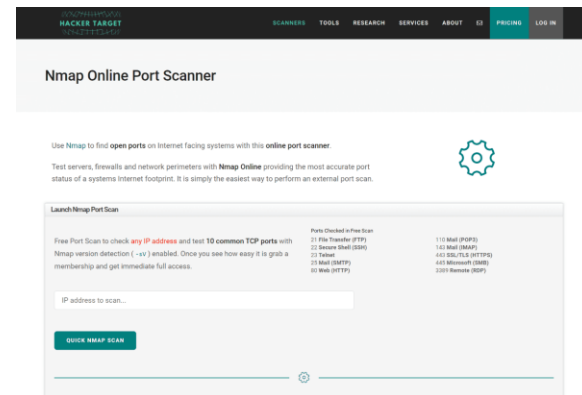 HACKER TARGET
SCANNERS TOOLS RESEARCH SERVICES ABOUT PRICING LOG IN
Nmap Online Port Scanner
Use Nmap to find open ports on Internet facing systems with this online port scanner.
Test servers, firewalls and network perimeters with Nmap Online providing the most accurate port
status of a systems Internet footprint. It is simply the easiest way to perform an external port scan.
Launch Nmap Port Scan
Free Port Scan to check any IP address and test 10 common TCP ports with
Nmap version detection ( -sV ) enabled. Once you see how easy it is grab a
membership and get immediate full access.
Ports Checked in Free Scan
21 File Transfer (FTP)
22 Secure Shell (SSH)
23 Telnet
25 Mail (SMTP)
80 Web (HTTP)
110 Mail (POP3)
143 Mail (IMAP)
443 SSL/TLS (HTTPS)
445 Microsoft (SMB)
3389 Remote (RDP)
IP address to scan...
QUICK NMAP SCAN